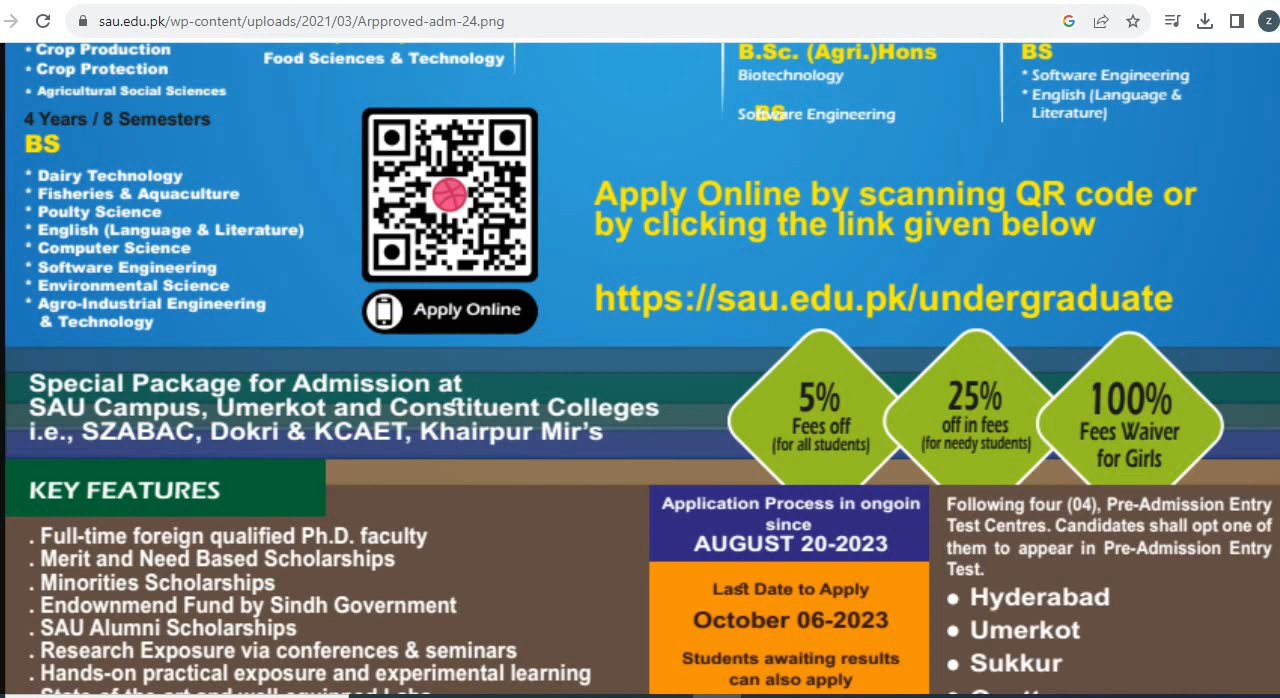 sau.edu.pk/wp-content/uploads/2021/03/Arpproved-adm-24.png
Z
• Crop Production
• Crop Protection
• Agricultural Social Sciences
4 Years / 8 Semesters
BS
* Dairy Technology
* Fisheries & Aquaculture
* Poulty Science
* English (Language & Literature)
* Computer Science
* Software Engineering
* Environmental Science
* Agro-Industrial Engineering
& Technology
Food Sciences & Technology
Apply Online
B.Sc. (Agri.)Hons
Biotechnology
BS
Software Engineering
BS
* Software Engineering
* English (Language &
Literature)
Apply Online by scanning QR code or
by clicking the link given below
https://sau.edu.pk/undergraduate
Special Package for Admission at
SAU Campus, Umerkot and Constituent Colleges
i.e., SZABAC, Dokri & KCAET, Khairpur Mir's
5%
Fees off
(for all students)
25%
off in fees
(for needy students)
100%
Fees Waiver
for Girls
KEY FEATURES
. Full-time foreign qualified Ph.D. faculty
. Merit and Need Based Scholarships
. Minorities Scholarships
. Endownmend Fund by Sindh Government
. SAU Alumni Scholarships
. Research Exposure via conferences & seminars
. Hands-on practical exposure and experimental learning
Application Process in ongoin
since
AUGUST 20-2023
Last Date to Apply
October 06-2023
Students awaiting results
can also apply
Following four (04), Pre-Admission Entry
Test Centres. Candidates shall opt one of
them to appear in Pre-Admission Entry
Test.
• Hyderabad
• Umerkot
• Sukkur